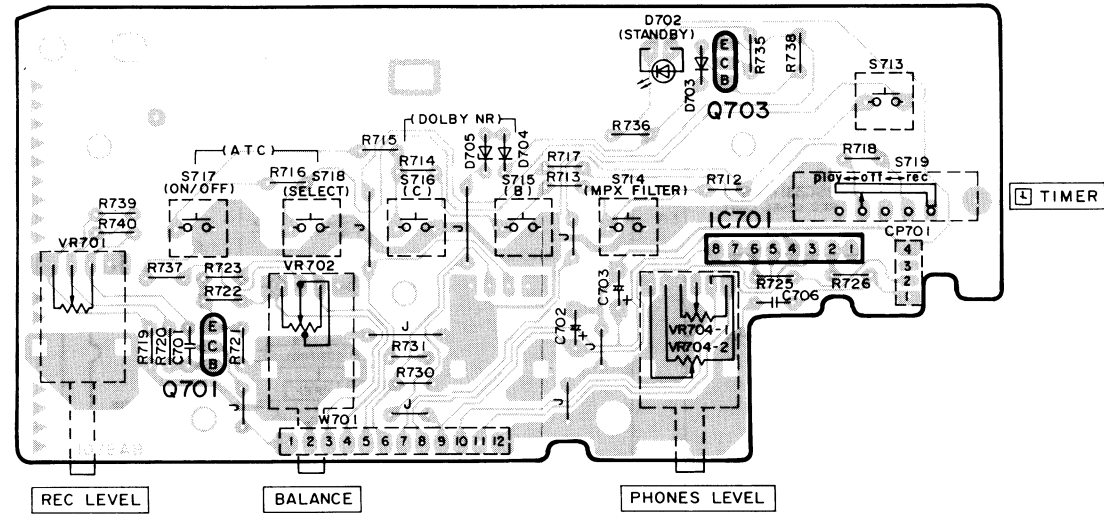 D702
(STANDBY)
E
C
B
D703
R735
R738
Q703
S713
R736
(DOLBY NR)
D705
D704
R715
R714
R717
R713
R718
S719
play ← off → rec
TIMER
(ATC)
S717
(ON/OFF)
R716
S718
(SELECT)
S716
(C)
S715
(B)
S714
(MPX FILTER)
R712
R739
R740
IC701
8 7 6 5 4 3 2 1
CP701
4
3
2
1
VR701
R737
R723
R722
VR702
J
J
J
C703
+
R725
R726
C706
C702
+
VR704-1
VR704-2
R719
R720
C701
E
C
B
R721
Q701
J
R731
R730
J
J
J
J
W701
1 2 3 4 5 6 7 8 9 10 11 12
REC LEVEL
BALANCE
PHONES LEVEL